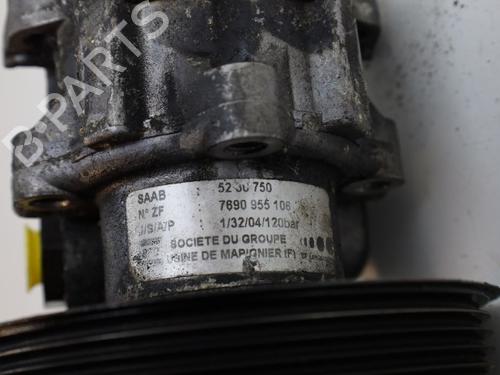 B-PARTS
SAAB 52 30 750
N° ZF : 7690 955 106
J/S/A/P : 1/32/04/120bar
SOCIETE DU GROUPE
USINE DE MARIGNIER (F)